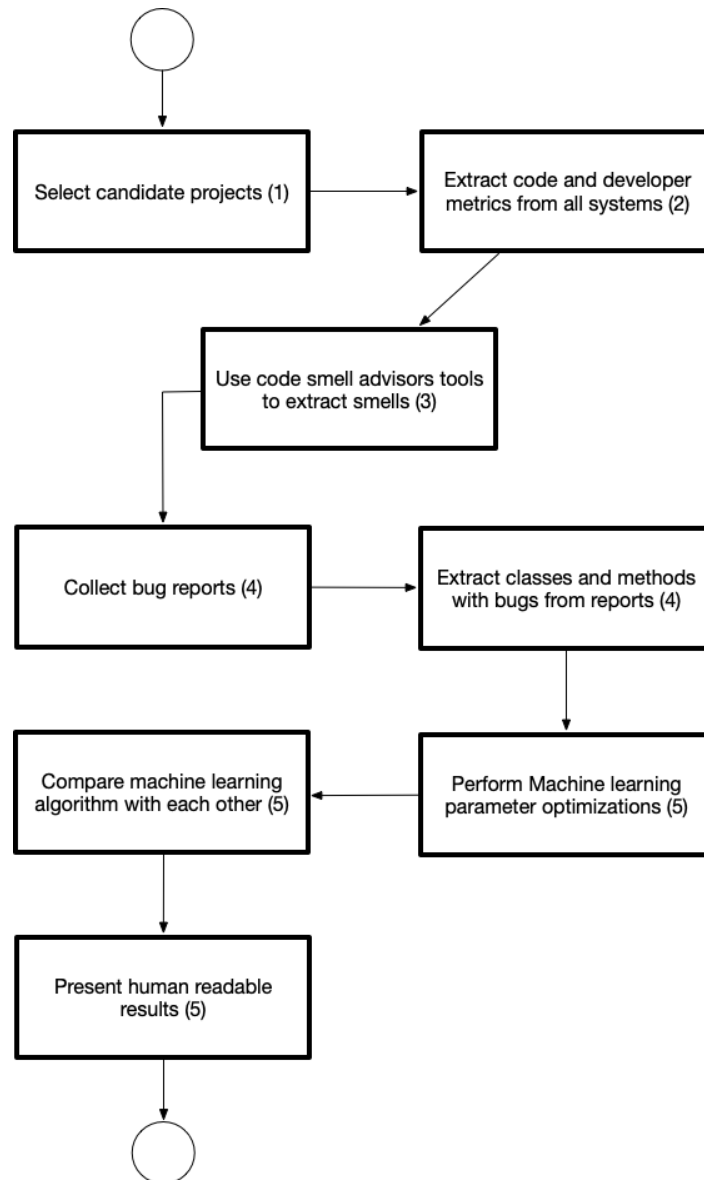 Select candidate projects (1)
Extract code and developer
metrics from all systems (2)
Use code smell advisors tools
to extract smells (3)
Collect bug reports (4)
Extract classes and methods
with bugs from reports (4)
Perform Machine learning
parameter optimizations (5)
Compare machine learning
algorithm with each other (5)
Present human readable
results (5)